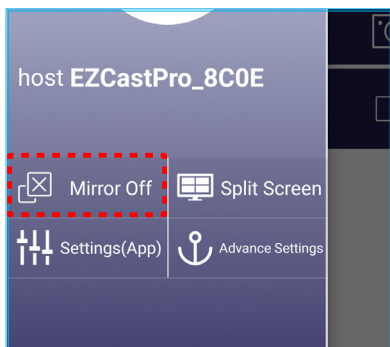 host EZCastPro_8C0E
Mirror Off
Split Screen
Settings(App)
Advance Settings